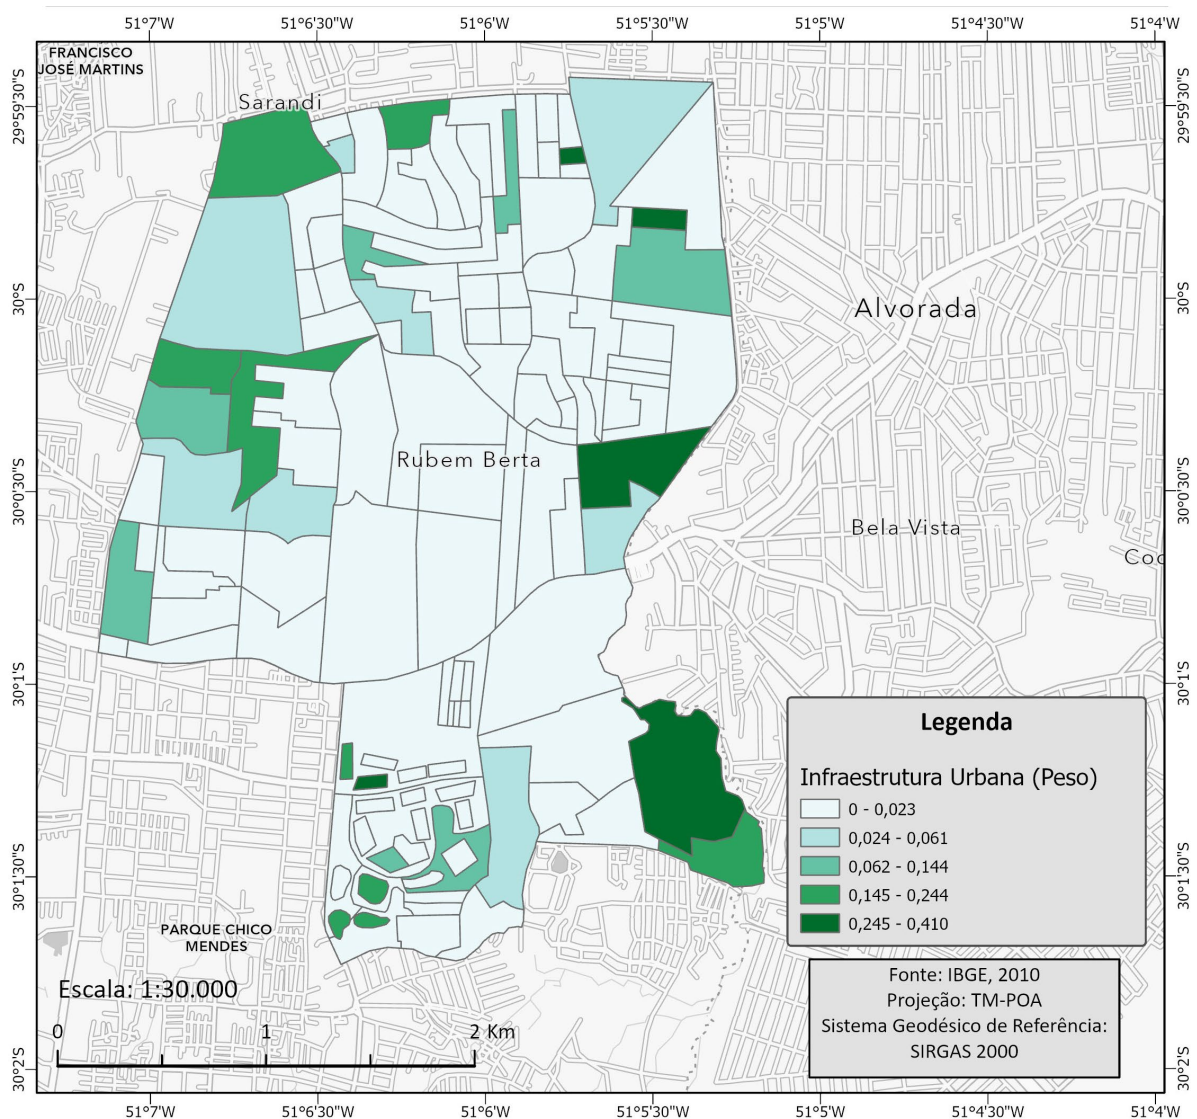 51°7'W 51°6'30"W 51°6'W 51°5'30"W 51°5'W 51°4'30"W 51°4'W
FRANCISCO
JOSÉ MARTINS
Sarandi
29°59'30"S 29°59'30"S
30°S 30°S
Alvorada
Rubem Berta
30°0'30"S 30°0'30"S
Bela Vista
Coc
30°1'S 30°1'S
Legenda
Infraestrutura Urbana (Peso)
0 - 0,023
0,024 - 0,061
0,062 - 0,144
0,145 - 0,244
0,245 - 0,410
30°1'30"S 30°1'30"S
PARQUE CHICO
MENDES
Escala: 1:30.000
0 1 2 Km
Fonte: IBGE, 2010
Projeção: TM-POA
Sistema Geodésico de Referência:
SIRGAS 2000
30°2'S 30°2'S
51°7'W 51°6'30"W 51°6'W 51°5'30"W 51°5'W 51°4'30"W 51°4'W